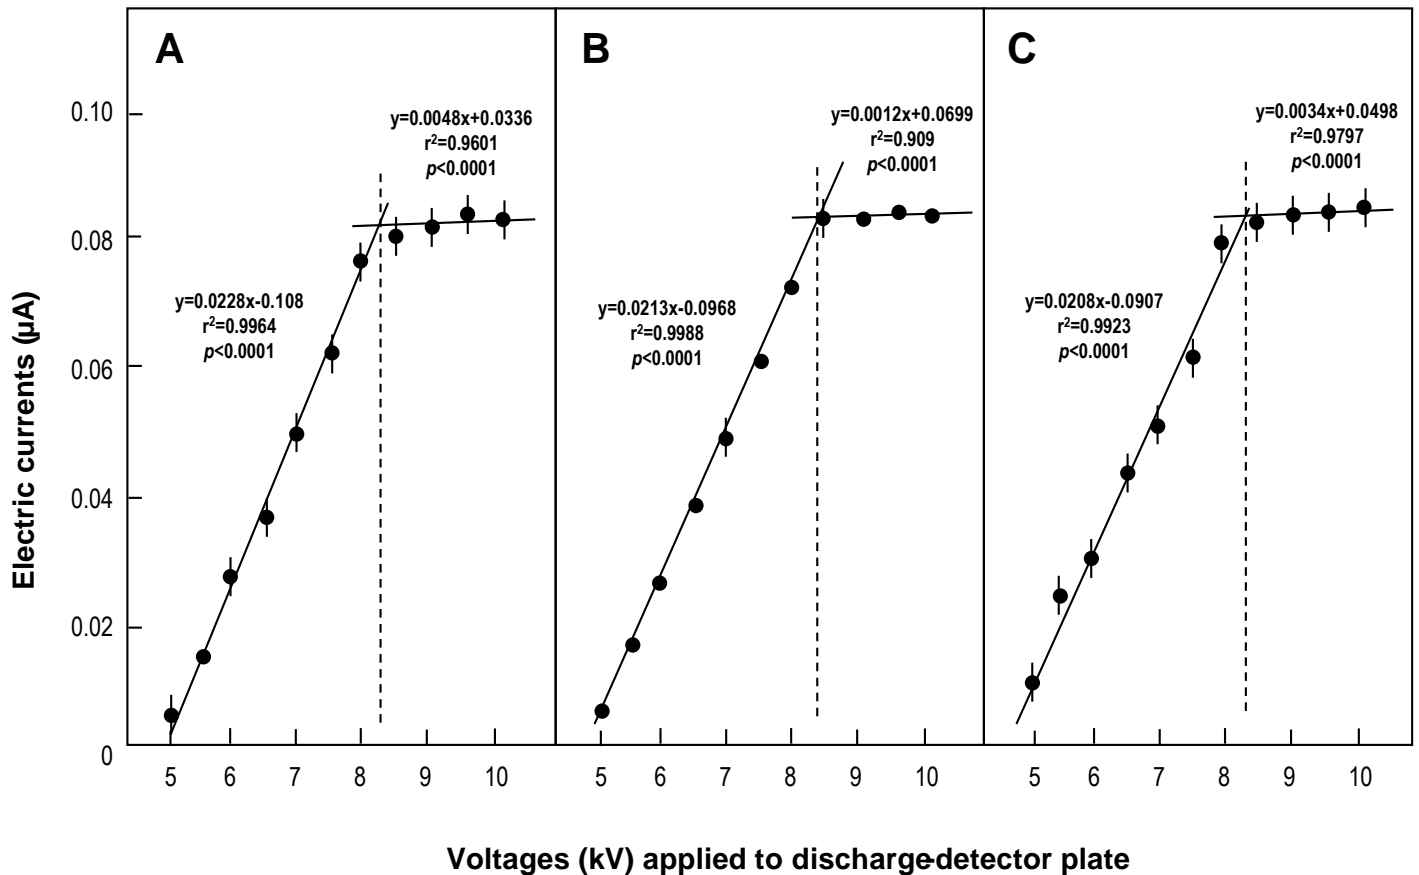 A
B
C
y=0.0048x+0.0336
r²=0.9601
p<0.0001
y=0.0012x+0.0699
r²=0.909
p<0.0001
y=0.0034x+0.0498
r²=0.9797
p<0.0001
y=0.0228x-0.108
r²=0.9964
p<0.0001
y=0.0213x-0.0968
r²=0.9988
p<0.0001
y=0.0208x-0.0907
r²=0.9923
p<0.0001
Electric currents (μA)
0.10
0.08
0.06
0.04
0.02
0
5 6 7 8 9 10
5 6 7 8 9 10
5 6 7 8 9 10
Voltages (kV) applied to discharge-detector plate